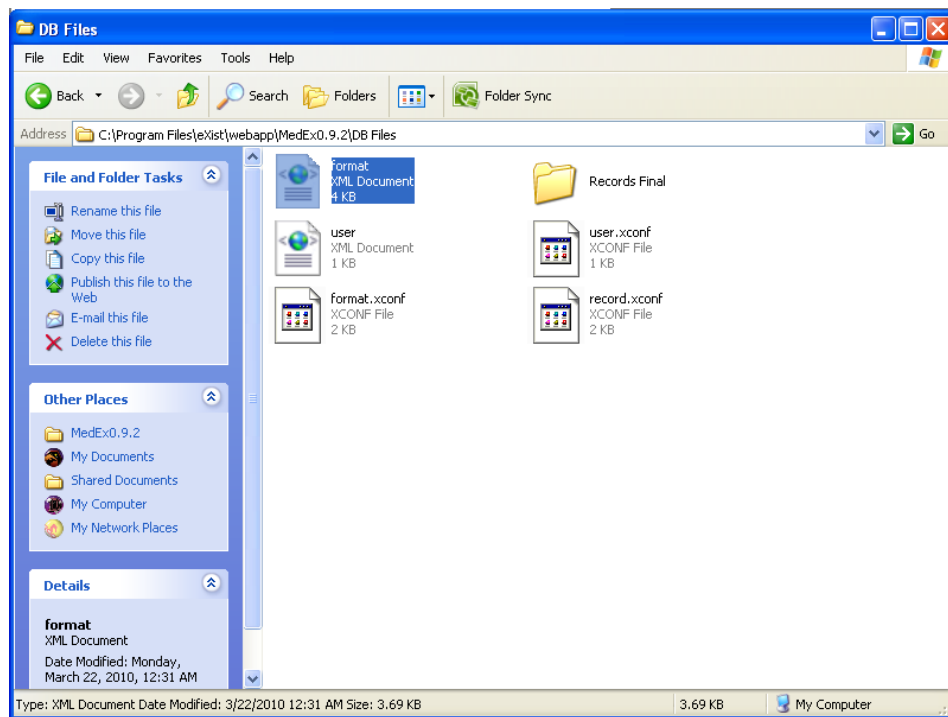 DB Files
File Edit View Favorites Tools Help
Back Search Folders Folder Sync
Address C:\Program Files\eXist\webapp\MedEx0.9.2\DB Files Go
File and Folder Tasks
Rename this file
Move this file
Copy this file
Publish this file to the
Web
E-mail this file
Delete this file
Other Places
MedEx0.9.2
My Documents
Shared Documents
My Computer
My Network Places
Details
format
XML Document
Date Modified: Monday,
March 22, 2010, 12:31 AM
format
XML Document
4 KB
Records Final
user
XML Document
1 KB
user.xconf
XCONF File
1 KB
format.xconf
XCONF File
2 KB
record.xconf
XCONF File
2 KB
Type: XML Document Date Modified: 3/22/2010 12:31 AM Size: 3.69 KB 3.69 KB My Computer